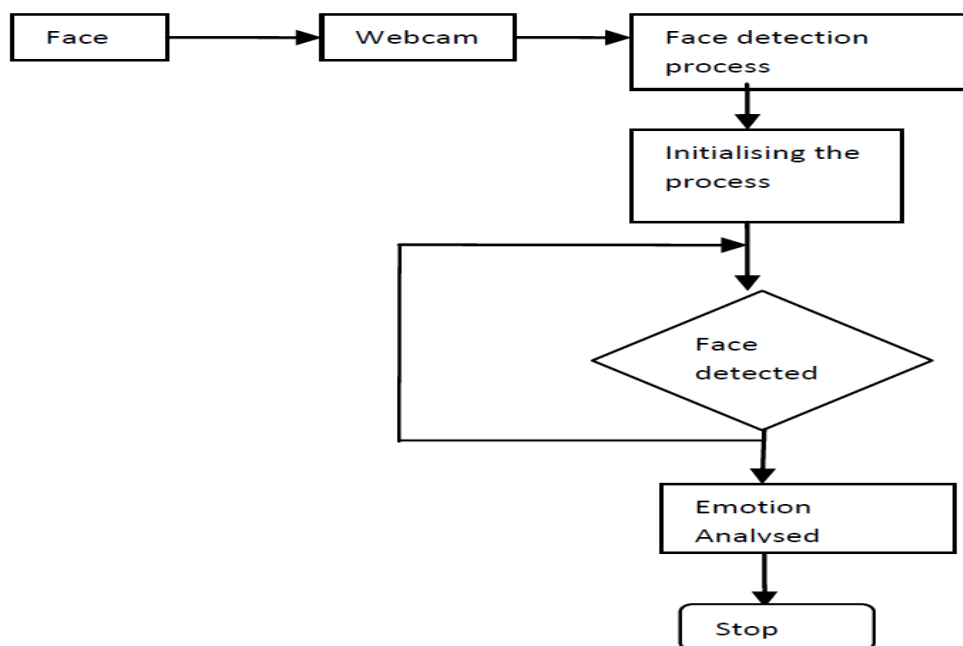 Face
Webcam
Face detection
process
Initialising the
process
Face
detected
Emotion
Analysed
Stop